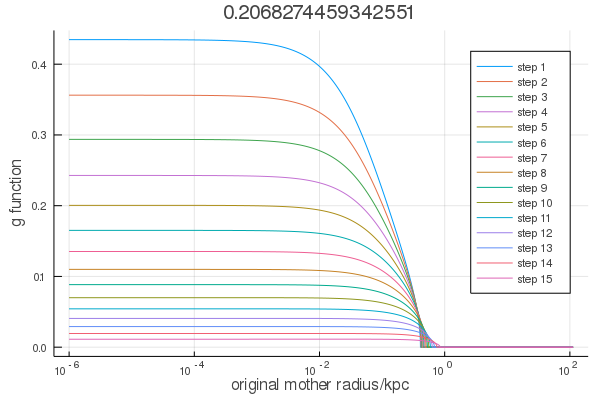 0.2068274459342551
g function
0.4
0.3
0.2
0.1
0.0
step 1
step 2
step 3
step 4
step 5
step 6
step 7
step 8
step 9
step 10
step 11
step 12
step 13
step 14
step 15
10^-6 10^-4 10^-2 10^0 10^2
original mother radius/kpc